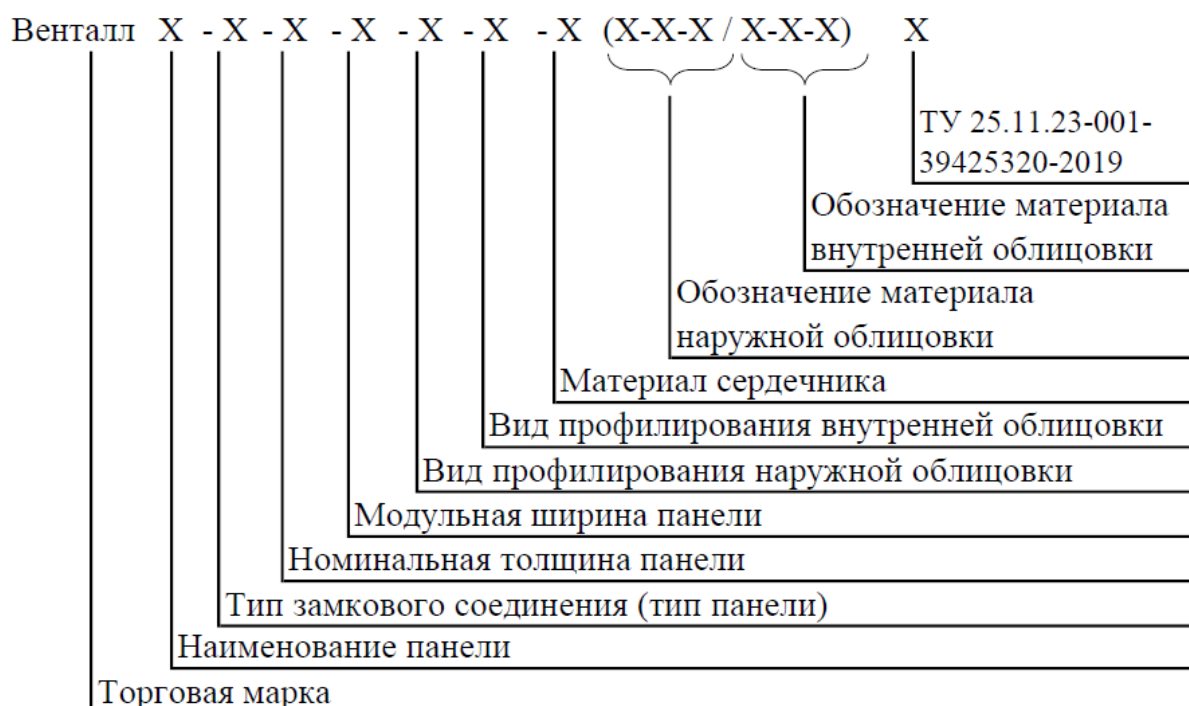 Венталл X - X - X - X - X - X - X (X-X-X / X-X-X) X
ТУ 25.11.23-001-
39425320-2019
Обозначение материала
внутренней облицовки
Обозначение материала
наружной облицовки
Материал сердечника
Вид профилирования внутренней облицовки
Вид профилирования наружной облицовки
Модульная ширина панели
Номинальная толщина панели
Тип замкового соединения (тип панели)
Наименование панели
Торговая марка